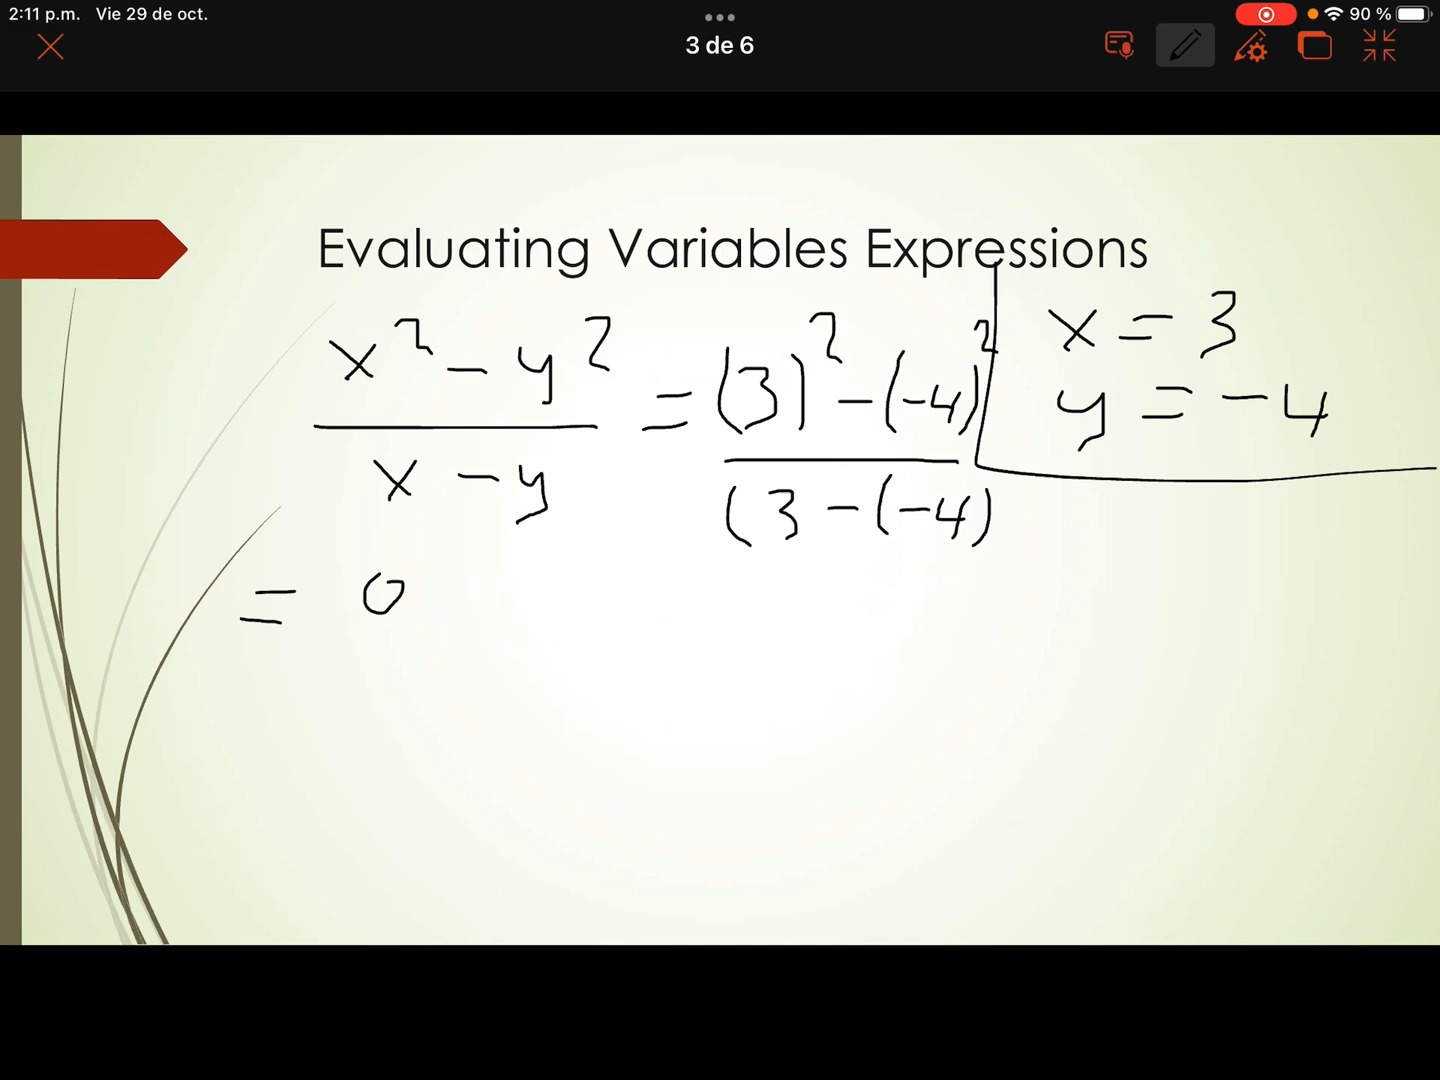 2:11 p.m. Vie 29 de oct.
90 %
3 de 6
Evaluating Variables Expressions
x² - y² = (3)² - (-4)²
x - y (3 - (-4)
x = 3
y = -4
= 0